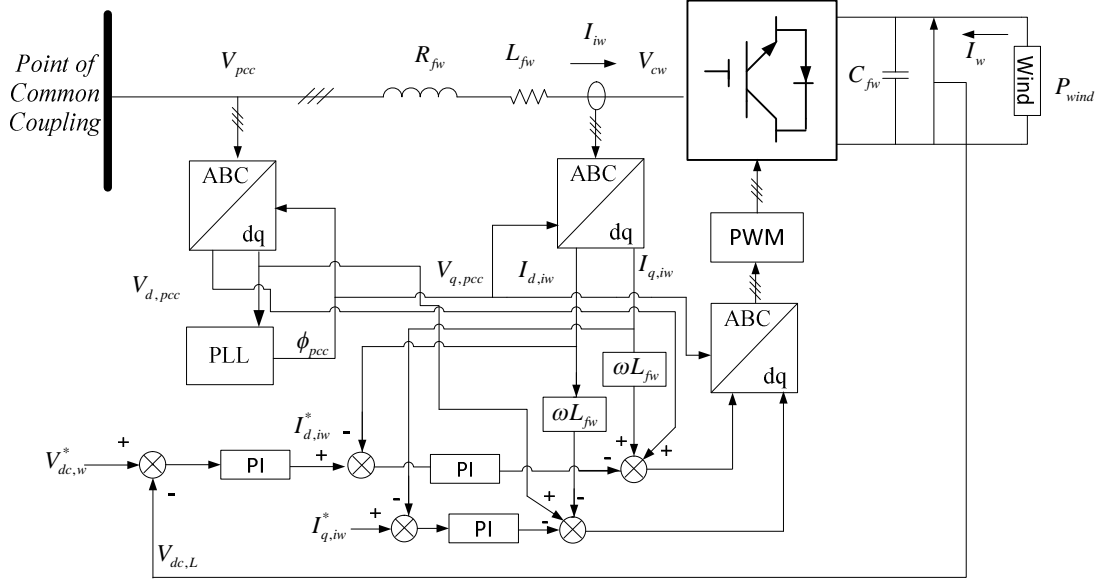 Point of
Common
Coupling
V_pcc
R_fw
L_fw
I_iw
V_cw
C_fw
I_w
Wind
P_wind
ABC
dq
ABC
dq
PWM
V_d,pcc
V_q,pcc
I_d,iw
I_q,iw
ABC
dq
PLL
ϕ_pcc
ωL_fw
ωL_fw
V*_dc,w
+
-
PI
I*_d,iw
+
-
PI
-
+
+
I*_q,iw
+
-
PI
-
+
-
V_dc,L